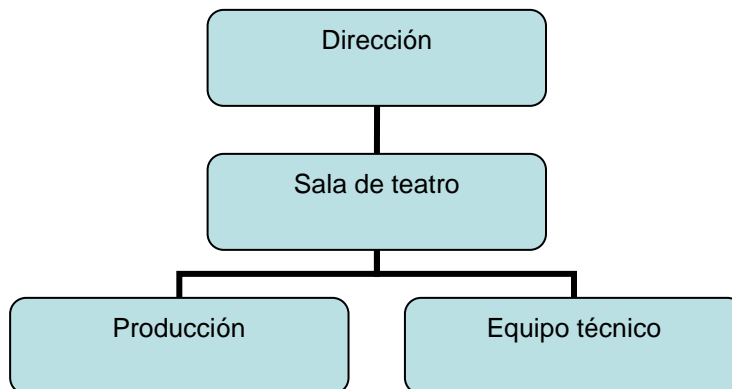 Dirección
Sala de teatro
Producción
Equipo técnico